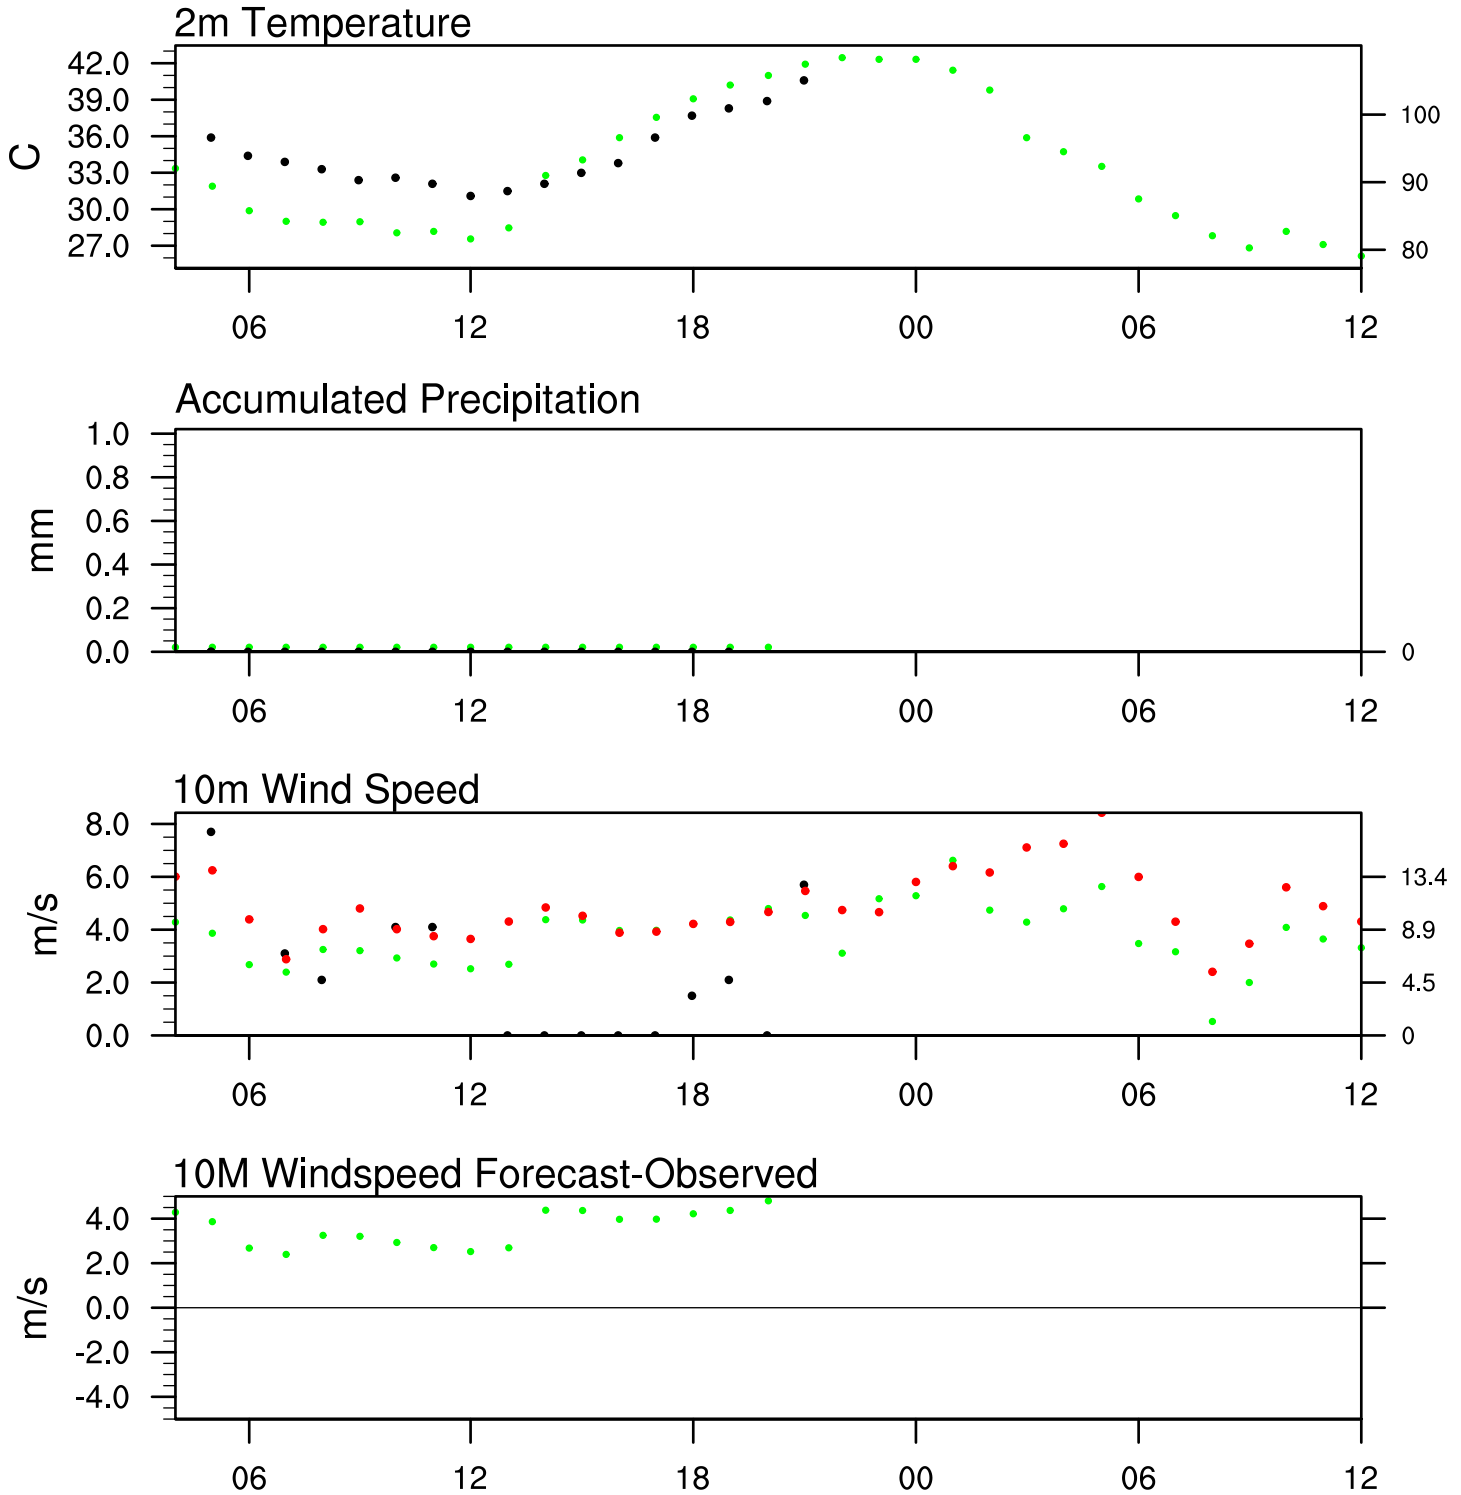 2m Temperature
42.0
39.0
36.0
33.0
30.0
27.0
C
100
90
80
06 12 18 00 06 12
Accumulated Precipitation
1.0
0.8
0.6
0.4
0.2
0.0
mm
0
06 12 18 00 06 12
10m Wind Speed
8.0
6.0
4.0
2.0
0.0
m/s
13.4
8.9
4.5
0
06 12 18 00 06 12
10M Windspeed Forecast-Observed
4.0
2.0
0.0
-2.0
-4.0
m/s
06 12 18 00 06 12